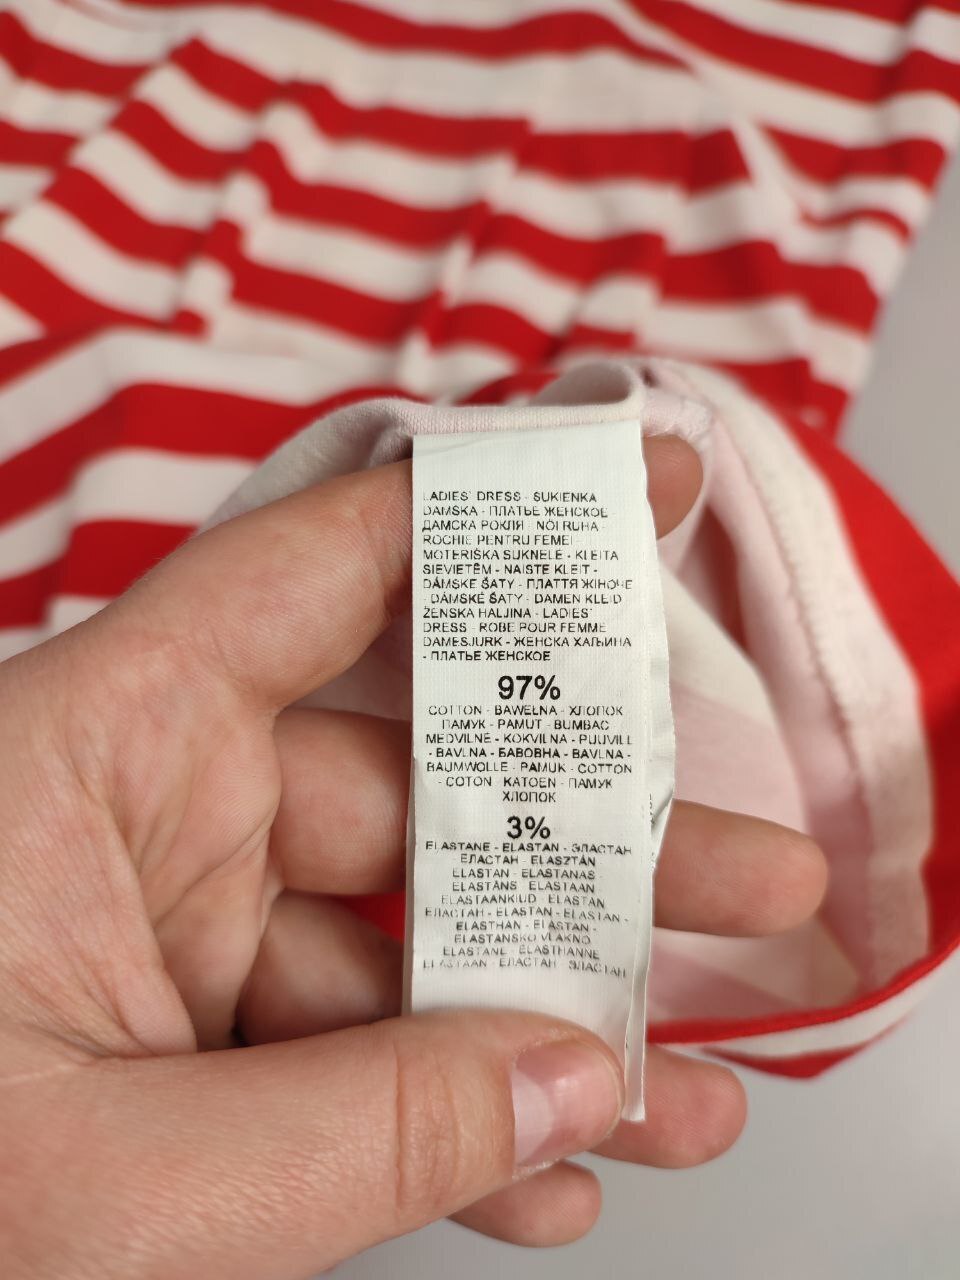 LADIES' DRESS - SUKIENKA
DAMSKA - ПЛАТЬЕ ЖЕНСКОЕ
ДАМСКА РОКЛЯ - NŐI RUHA -
ROCHIE PENTRU FEMEI -
MOTERIŠKA SUKNELĖ - KLEITA
SIEVIETĒM - NAISTE KLEIT -
DÁMSKE ŠATY - ПЛАТТЯ ЖІНОЧЕ
- DÁMSKÉ ŠATY - DAMEN KLEID
ŽENSKA HALJINA - LADIES'
DRESS - ROBE POUR FEMME
DAMESJURK - ЖЕНСКА ХАЉИНА
- ПЛАТЬЕ ЖЕНСКОЕ
97%
COTTON - BAWEŁNA - ХЛОПОК
ПАМУК - PAMUT - BUMBAC
MEDVILNĖ - KOKVILNA - PUUVILL
- BAVLNA - БАВОВНА - BAVLNA -
BAUMWOLLE - PAMUK - COTTON
- COTON - KATOEN - ПАМУК
ХЛОПОК
3%
ELASTANE - ELASTAN - ЭЛАСТАН
- ЕЛАСТАН - ELASZTÁN
ELASTAN - ELASTANAS -
ELASTĀNS - ELASTAAN
ELASTAANKIUD - ELASTAN
ЕЛАСТАН - ELASTAN - ELASTAN -
ELASTHAN - ELASTAN -
ELASTANSKO VLAKNO
ELASTANE - ÉLASTHANNE
ELASTAAN - ЕЛАСТАН - ЭЛАСТАН